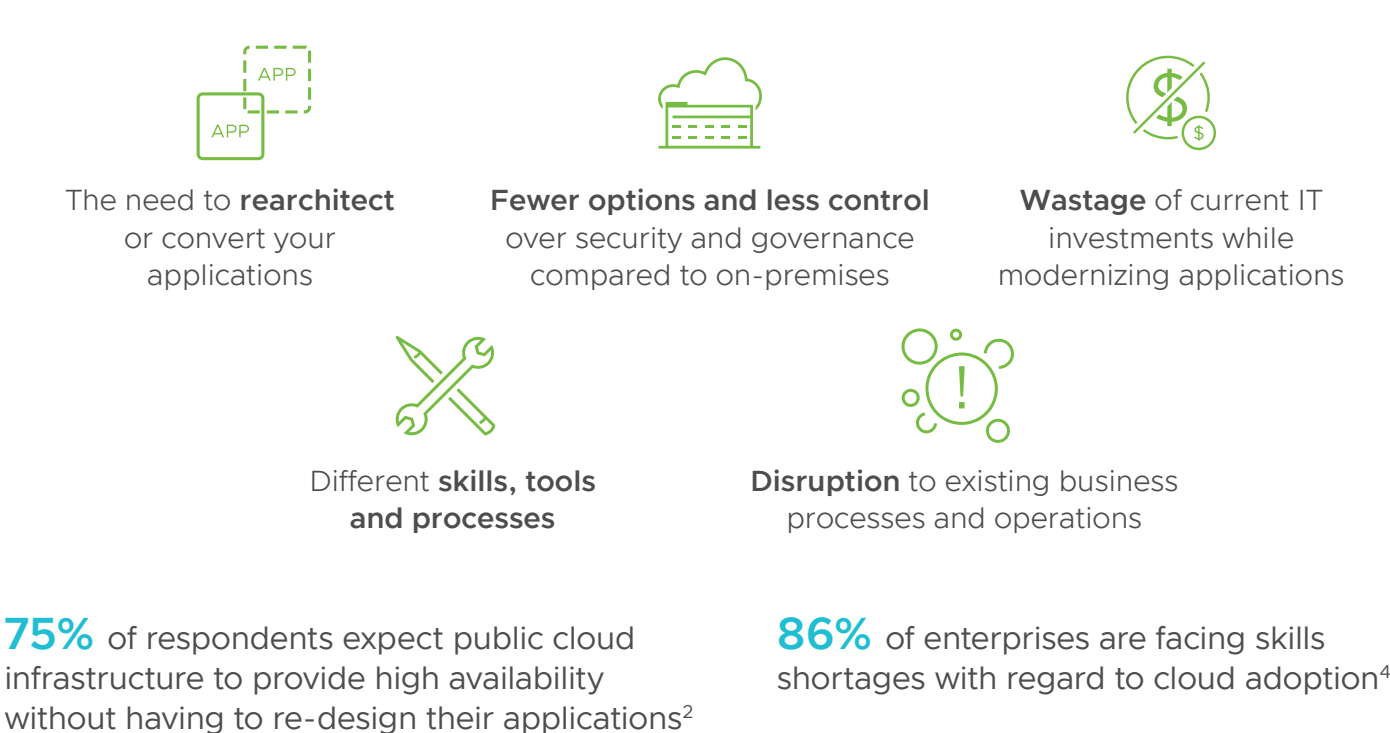 APP
APP
$
$
The need to rearchitect
or convert your
applications
Fewer options and less control
over security and governance
compared to on-premises
Wastage of current IT
investments while
modernizing applications
!
Different skills, tools
and processes
Disruption to existing business
processes and operations
75% of respondents expect public cloud
infrastructure to provide high availability
without having to re-design their applications²
86% of enterprises are facing skills
shortages with regard to cloud adoption⁴